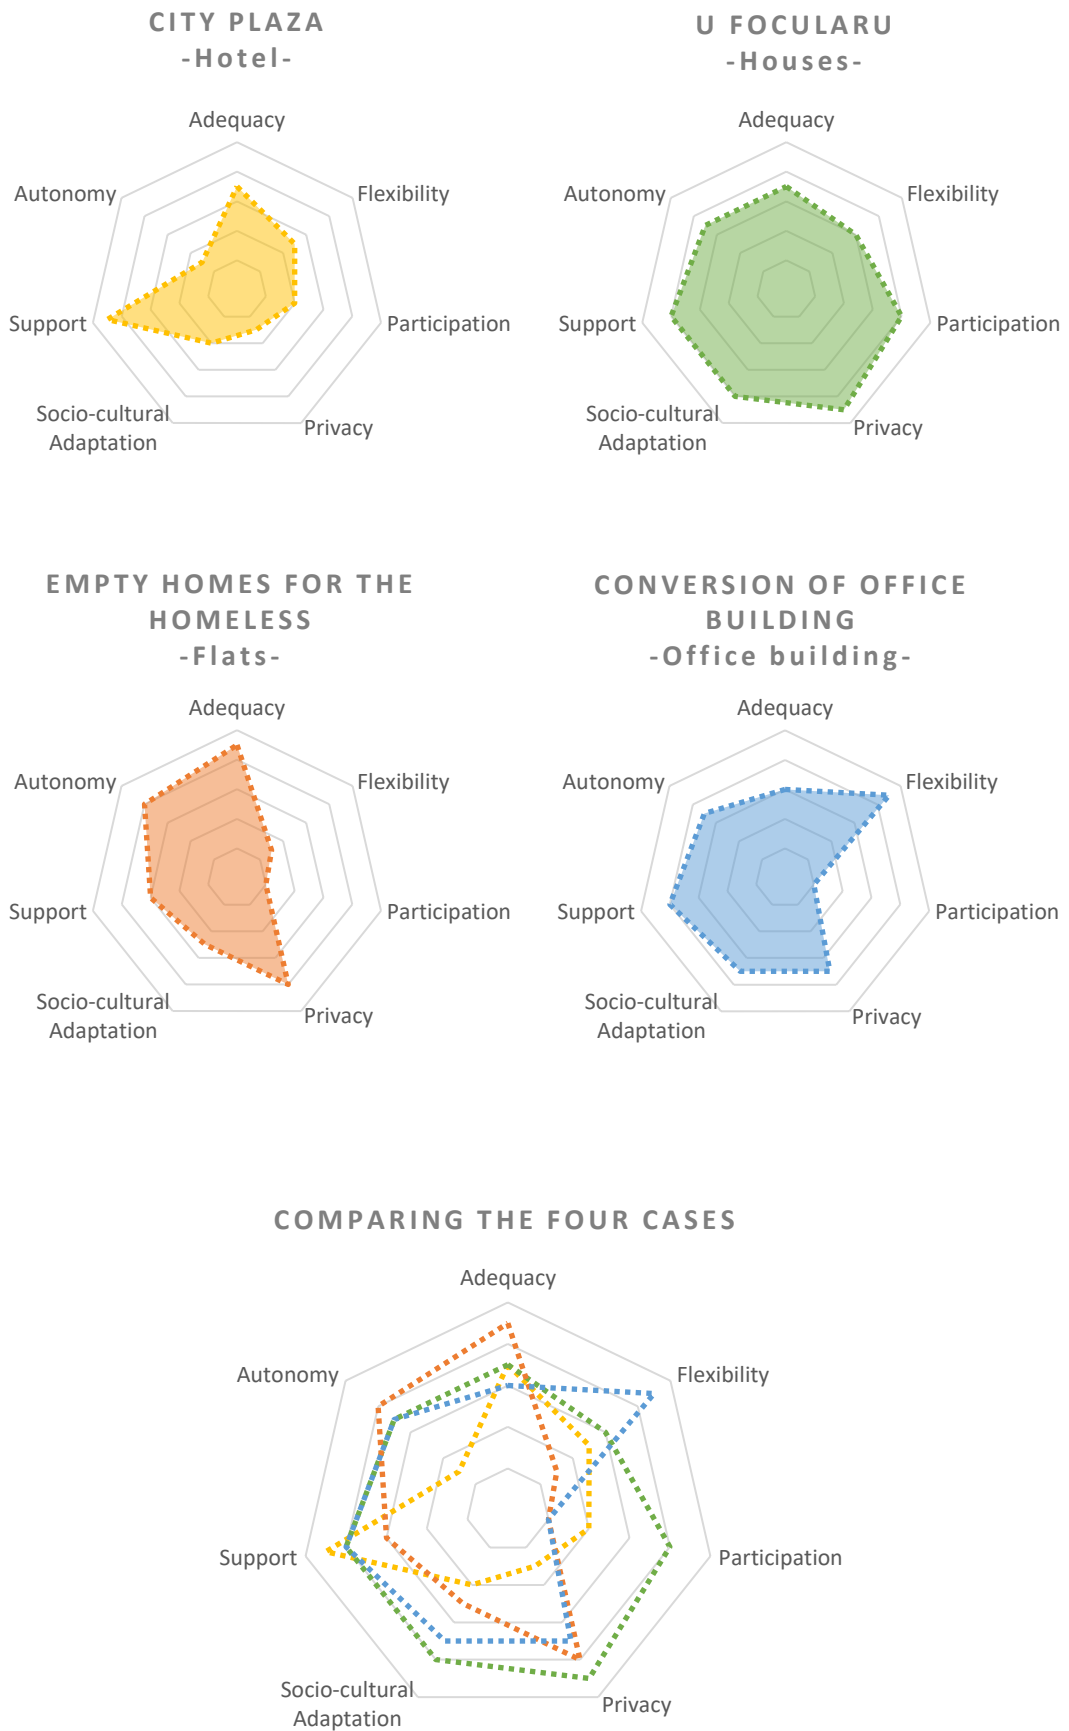 CITY PLAZA
-Hotel-
Adequacy
Flexibility
Participation
Privacy
Socio-cultural
Adaptation
Support
Autonomy
U FOCULARU
-Houses-
Adequacy
Flexibility
Participation
Privacy
Socio-cultural
Adaptation
Support
Autonomy
EMPTY HOMES FOR THE
HOMELESS
-Flats-
Adequacy
Flexibility
Participation
Privacy
Socio-cultural
Adaptation
Support
Autonomy
CONVERSION OF OFFICE
BUILDING
-Office building-
Adequacy
Flexibility
Participation
Privacy
Socio-cultural
Adaptation
Support
Autonomy
COMPARING THE FOUR CASES
Adequacy
Flexibility
Participation
Privacy
Socio-cultural
Adaptation
Support
Autonomy